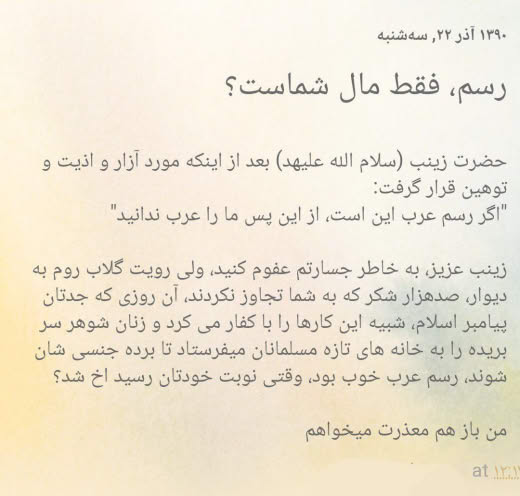 ۱۳۹۰ آذر ۲۲, سه‌شنبه
رسم، فقط مال شماست؟
حضرت زینب (سلام الله علیهد) بعد از اینکه مورد آزار و اذیت و
توهین قرار گرفت:
"اگر رسم عرب این است، از این پس ما را عرب ندانید"
زینب عزیز، به خاطر جسارتم عفوم کنید، ولی رویت گلاب روم به
دیوار، صدهزار شکر که به شما تجاوز نکردند، آن روزی که جدتان
پیامبر اسلام، شبیه این کارها را با کفار می کرد و زنان شوهر سر
بریده را به خانه های تازه مسلمانان میفرستاد تا برده جنسی شان
شوند، رسم عرب خوب بود، وقتی نوبت خودتان رسید اخ شد؟
من باز هم معذرت میخواهم
at